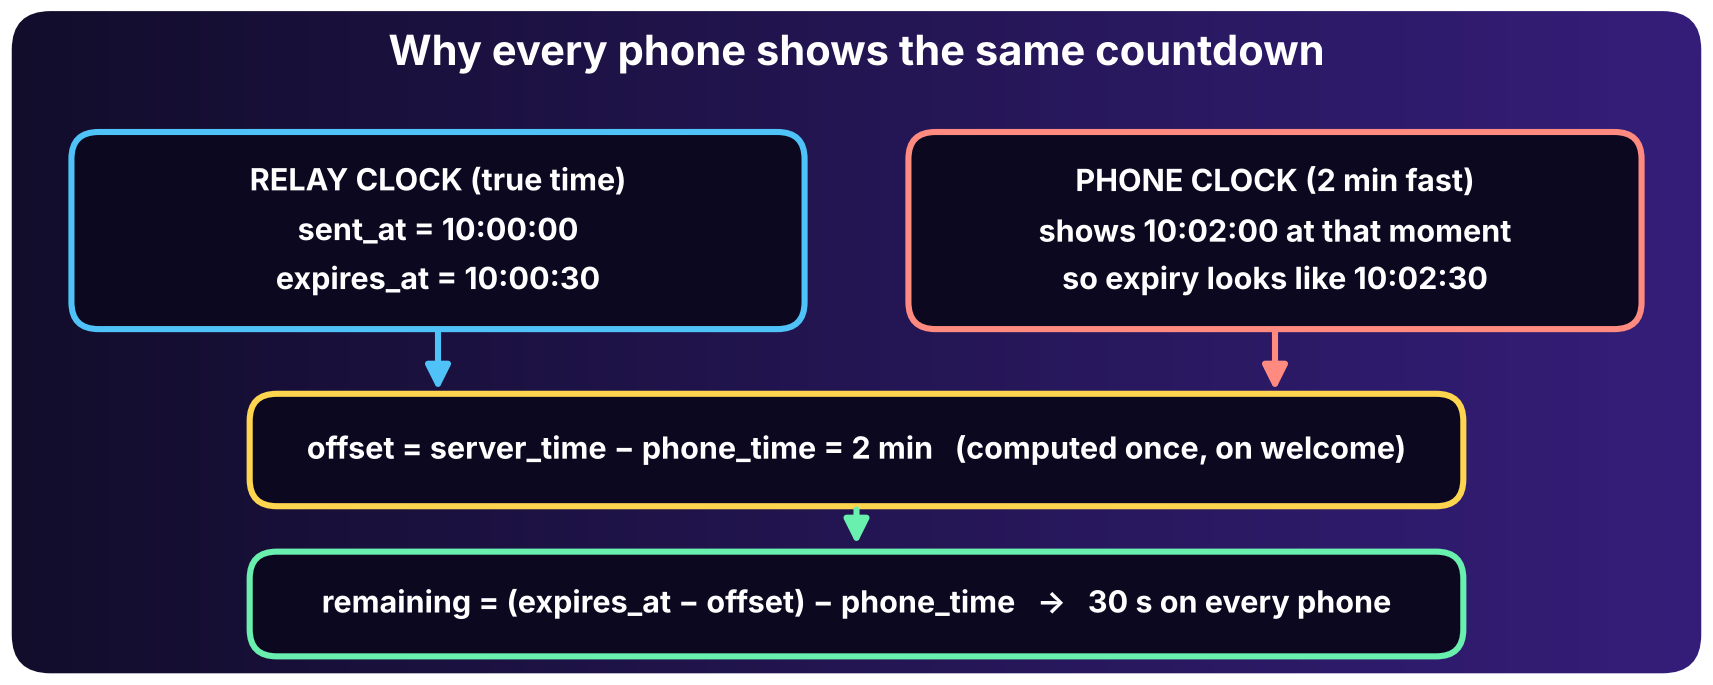 Why every phone shows the same countdown
RELAY CLOCK (true time)
sent_at = 10:00:00
expires_at = 10:00:30
PHONE CLOCK (2 min fast)
shows 10:02:00 at that moment
so expiry looks like 10:02:30
offset = server_time − phone_time = 2 min (computed once, on welcome)
remaining = (expires_at − offset) − phone_time → 30 s on every phone